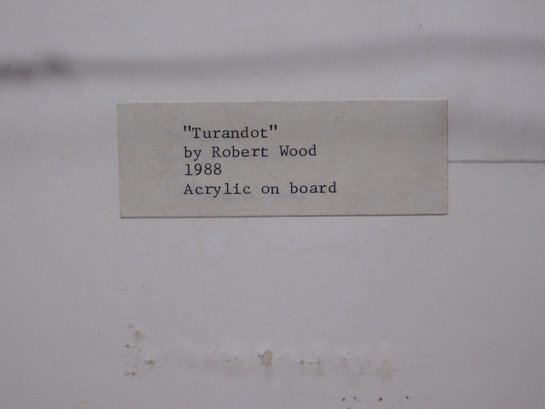 "Turandot"
by Robert Wood
1988
Acrylic on board